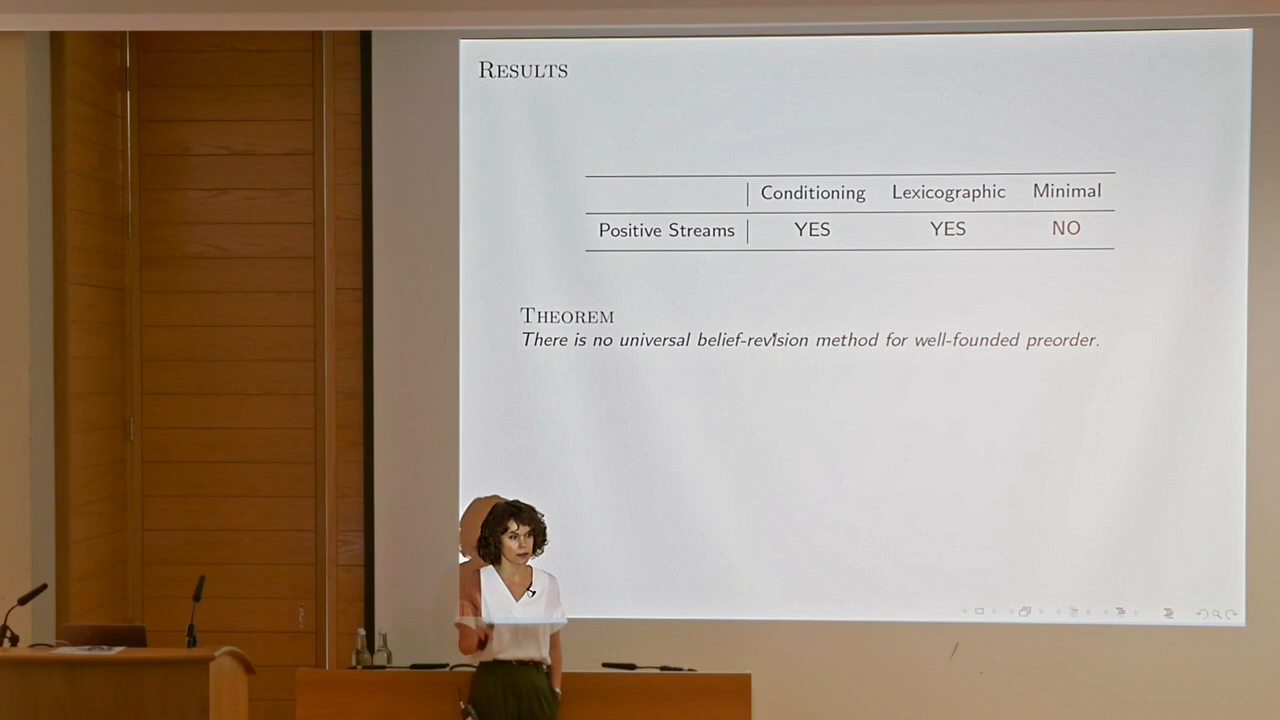 RESULTS
Conditioning Lexicographic Minimal
Positive Streams YES YES NO
THEOREM
There is no universal belief-revision method for well-founded preorder.